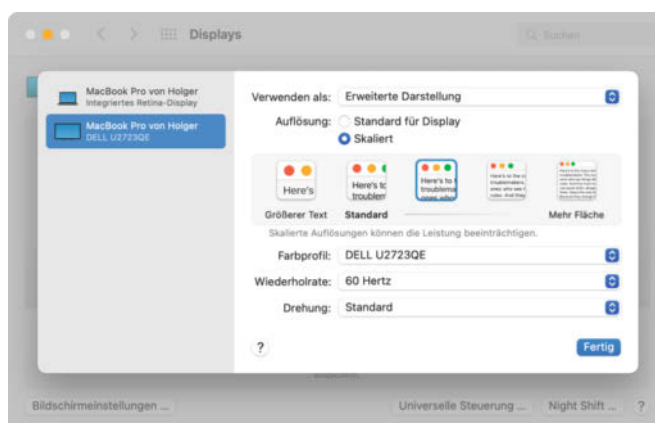 Displays
Suchen
MacBook Pro von Holger
Integriertes Retina-Display
MacBook Pro von Holger
DELL U2723QE
Verwenden als: Erweiterte Darstellung
Auflösung: Standard für Display
Skaliert
Here's
Here's to
troublem
Here's to t
troublema
ones who
Größerer Text Standard Mehr Fläche
Skalierte Auflösungen können die Leistung beeinträchtigen.
Farbprofil: DELL U2723QE
Wiederholrate: 60 Hertz
Drehung: Standard
? Fertig
Bildschirmeinstellungen ... Universelle Steuerung ... Night Shift ... ?